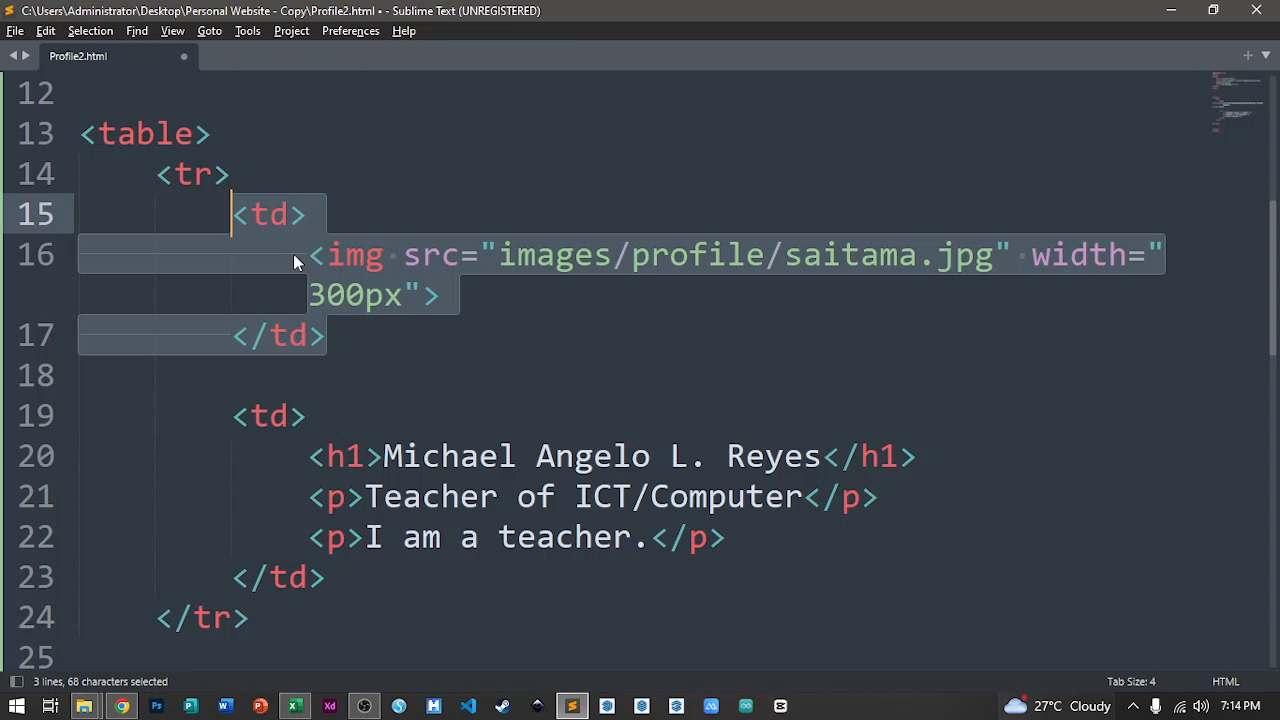 C:\Users\Administrator\Desktop\Personal Website - Copy\Profile2.html • - Sublime Text (UNREGISTERED)
File Edit Selection Find View Goto Tools Project Preferences Help
Profile2.html
12
13 <table>
14 <tr>
15 <td>
16 <img src="images/profile/saitama.jpg" width="
300px">
17 </td>
18
19 <td>
20 <h1>Michael Angelo L. Reyes</h1>
21 <p>Teacher of ICT/Computer</p>
22 <p>I am a teacher.</p>
23 </td>
24 </tr>
25
3 lines, 68 characters selected Tab Size: 4 HTML
27°C Cloudy 7:14 PM